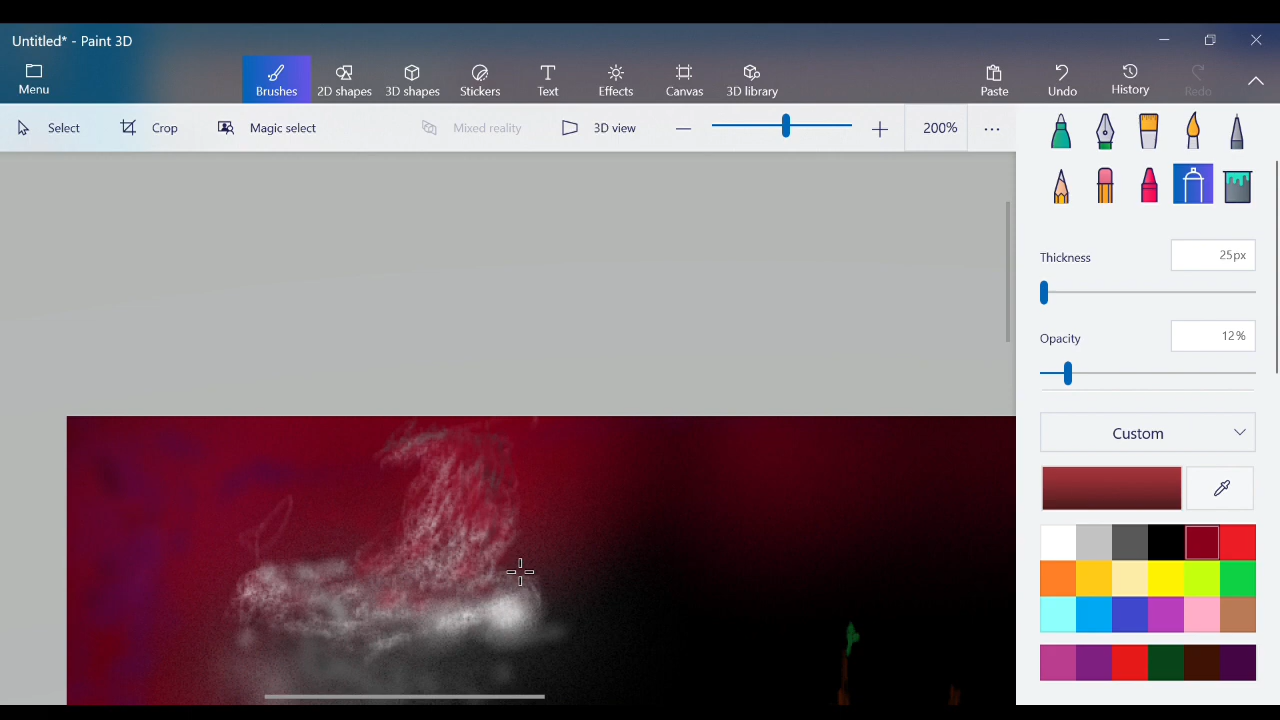 Untitled* - Paint 3D
Menu
Brushes
2D shapes
3D shapes
Stickers
Text
Effects
Canvas
3D library
Paste
Undo
History
Redo
Select
Crop
Magic select
Mixed reality
3D view
200%
Thickness
25px
Opacity
12%
Custom